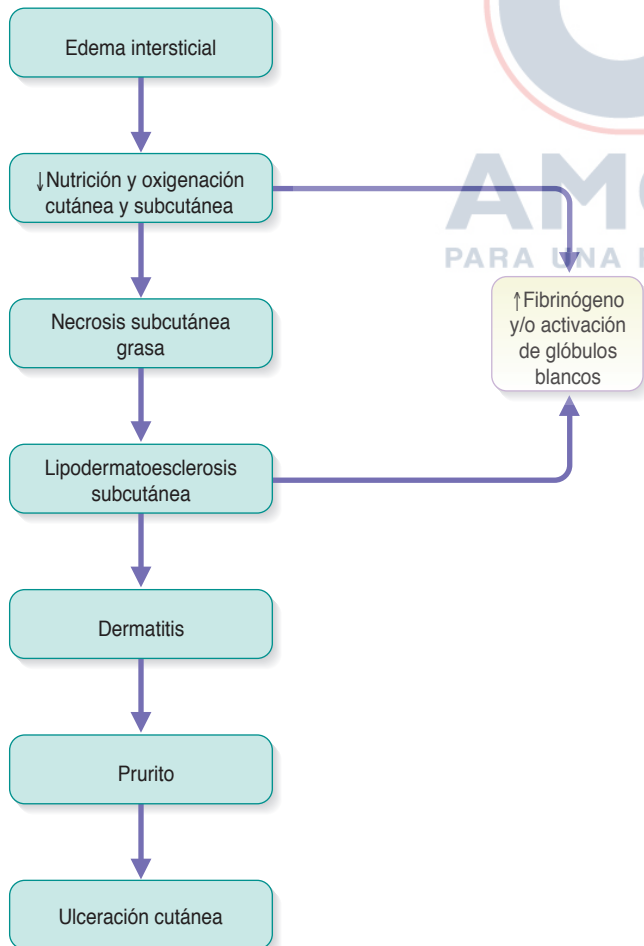 Edema intersticial
↓Nutrición y oxigenación
cutánea y subcutánea
Necrosis subcutánea
grasa
Lipodermatoesclerosis
subcutánea
Dermatitis
Prurito
Ulceración cutánea
↑Fibrinógeno
y/o activación
de glóbulos
blancos
PARA UNA